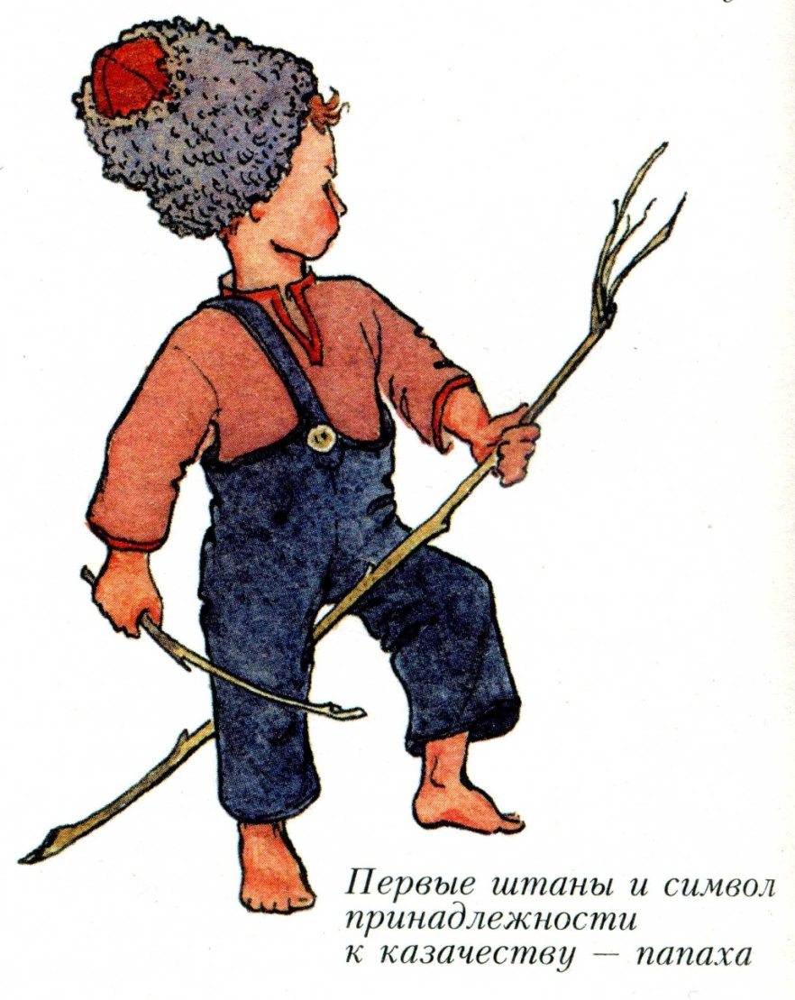 Первые штаны и символ
принадлежности
к казачеству — папаха